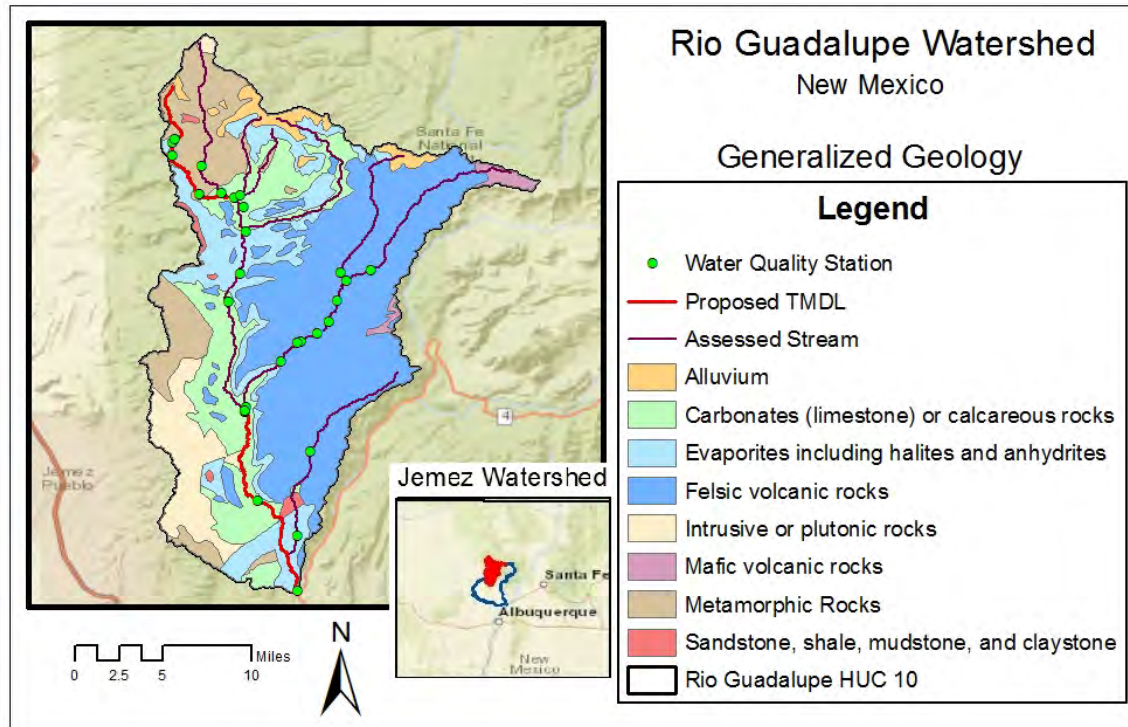 Rio Guadalupe Watershed
New Mexico
Generalized Geology
Legend
Water Quality Station
Proposed TMDL
Assessed Stream
Alluvium
Carbonates (limestone) or calcareous rocks
Evaporites including halites and anhydrites
Felsic volcanic rocks
Intrusive or plutonic rocks
Mafic volcanic rocks
Metamorphic Rocks
Sandstone, shale, mudstone, and claystone
Rio Guadalupe HUC 10
Santa Fe
National
4
Jemez
Pueblo
Jemez Watershed
Santa Fe
Albuquerque
New
Mexico
Miles
0 2.5 5 10
N